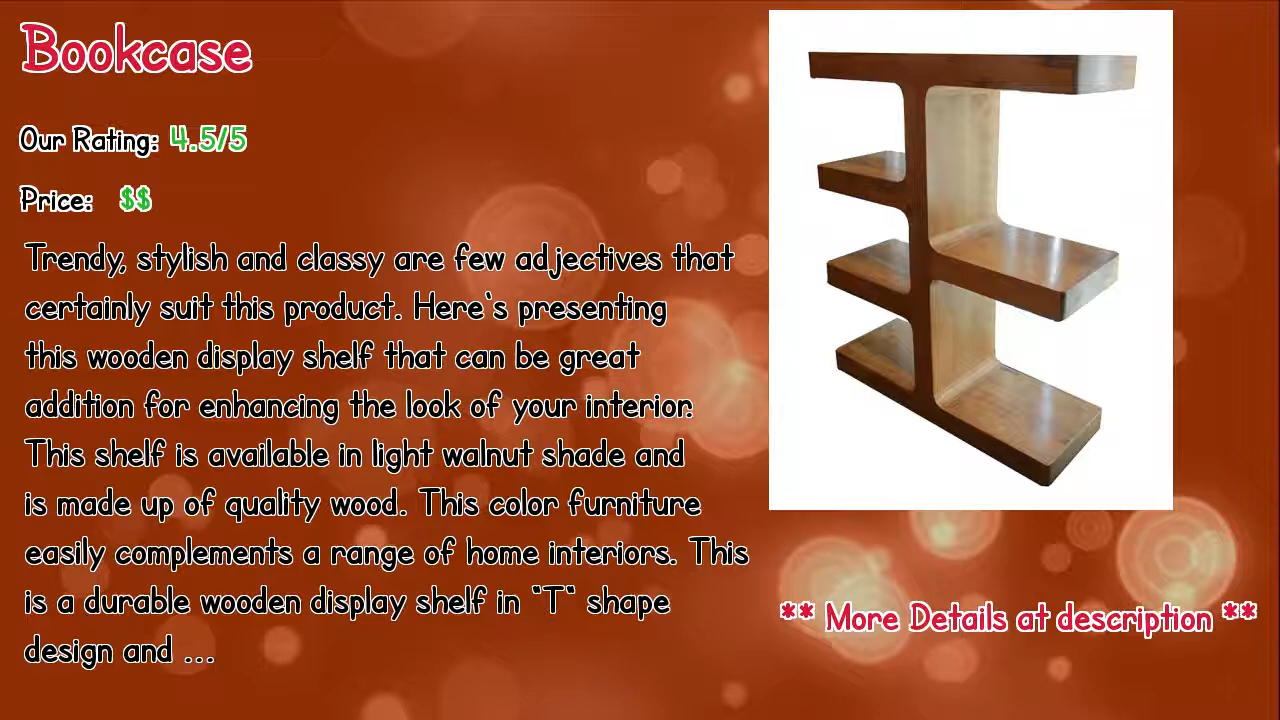 Bookcase
Our Rating: 4.5/5
Price: $$
Trendy, stylish and classy are few adjectives that
certainly suit this product. Here`s presenting
this wooden display shelf that can be great
addition for enhancing the look of your interior.
This shelf is available in light walnut shade and
is made up of quality wood. This color furniture
easily complements a range of home interiors. This
is a durable wooden display shelf in "T" shape
design and ...
** More Details at description **